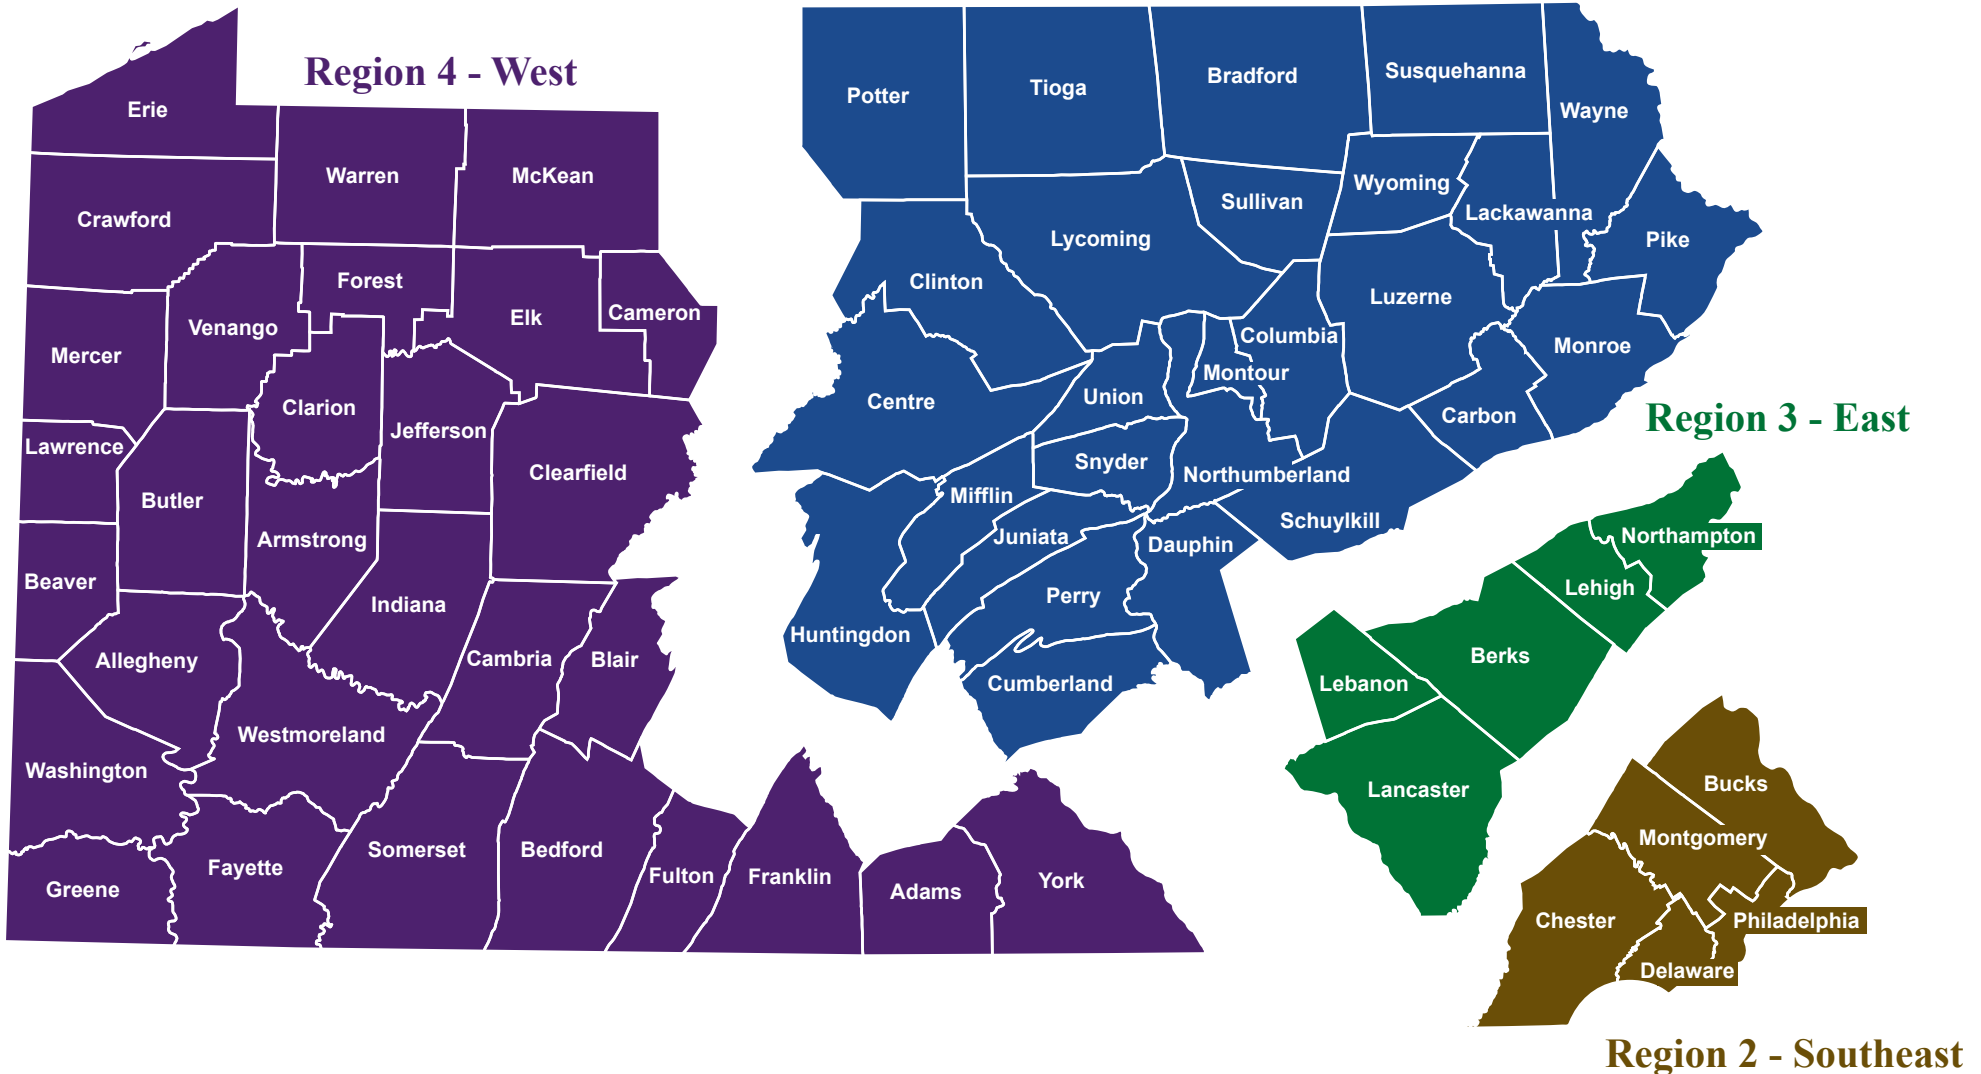 Region 4 - West
Erie
Warren
McKean
Crawford
Forest
Elk
Cameron
Venango
Mercer
Clarion
Jefferson
Lawrence
Clearfield
Butler
Armstrong
Beaver
Indiana
Allegheny
Cambria
Blair
Westmoreland
Washington
Somerset
Bedford
Fayette
Greene
Fulton
Franklin
Adams
York
Potter
Tioga
Bradford
Susquehanna
Wayne
Wyoming
Sullivan
Lackawanna
Lycoming
Pike
Clinton
Luzerne
Columbia
Monroe
Montour
Union
Centre
Carbon
Snyder
Northumberland
Mifflin
Schuylkill
Juniata
Dauphin
Perry
Huntingdon
Cumberland
Region 3 - East
Northampton
Lehigh
Berks
Lebanon
Lancaster
Bucks
Montgomery
Chester
Philadelphia
Delaware
Region 2 - Southeast